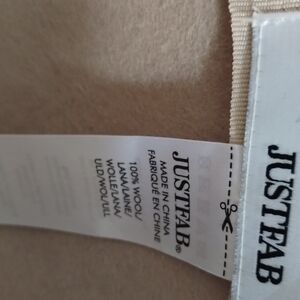 JUSTFAB
JUSTFAB®
MADE IN CHINA
FABRIQUÉ EN CHINE
100% WOOL/
LANA/LAINE/
WOLLE/LANA/
ULD/WOL/ULL